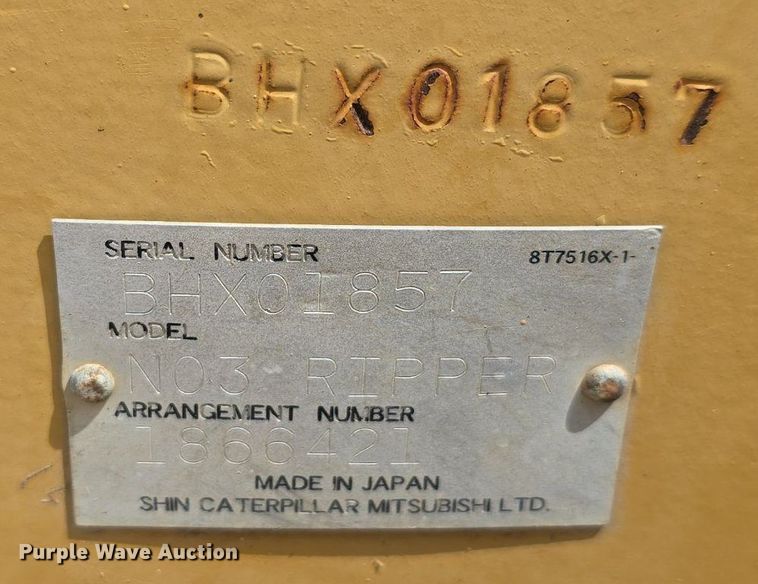 BHX01857
SERIAL NUMBER 8T7516X-1-
BHX01857
MODEL
NO3 RIPPER
ARRANGEMENT NUMBER
1866421
MADE IN JAPAN
SHIN CATERPILLAR MITSUBISHI LTD.
Purple Wave Auction